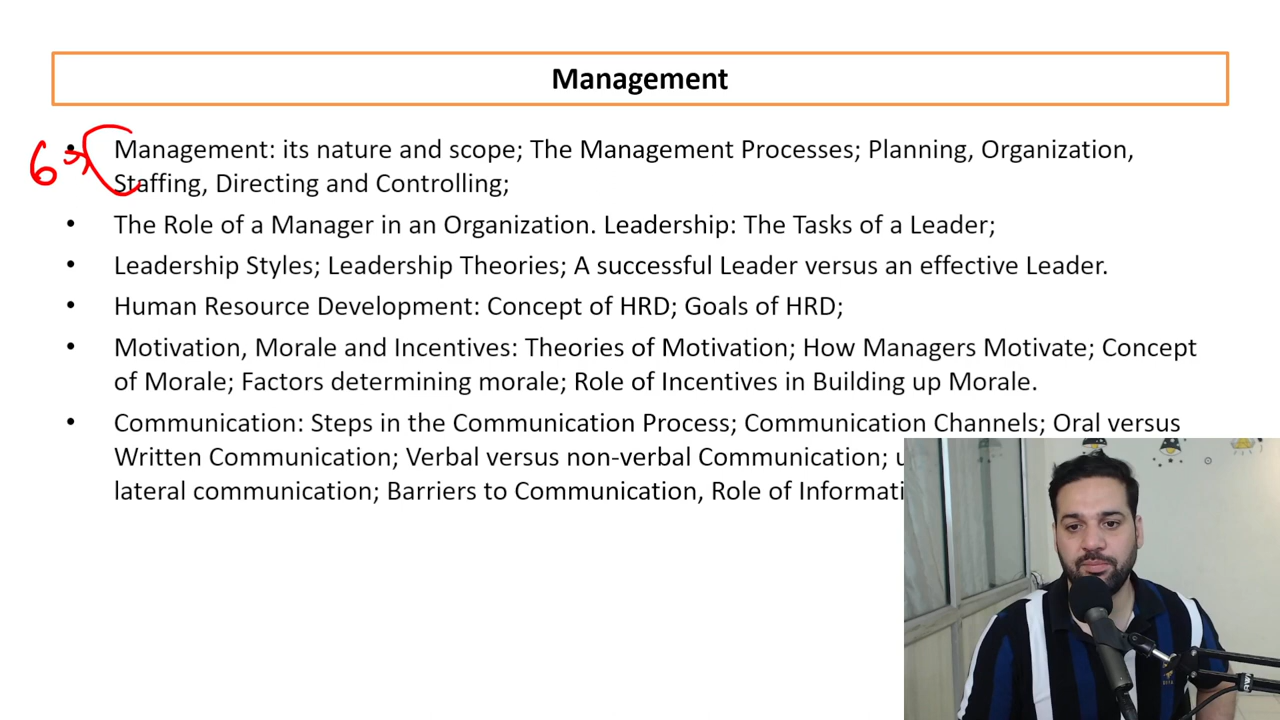 Management
6 • Management: its nature and scope; The Management Processes; Planning, Organization,
Staffing, Directing and Controlling;
• The Role of a Manager in an Organization. Leadership: The Tasks of a Leader;
• Leadership Styles; Leadership Theories; A successful Leader versus an effective Leader.
• Human Resource Development: Concept of HRD; Goals of HRD;
• Motivation, Morale and Incentives: Theories of Motivation; How Managers Motivate; Concept
of Morale; Factors determining morale; Role of Incentives in Building up Morale.
• Communication: Steps in the Communication Process; Communication Channels; Oral versus
Written Communication; Verbal versus non-verbal Communication;
lateral communication; Barriers to Communication, Role of